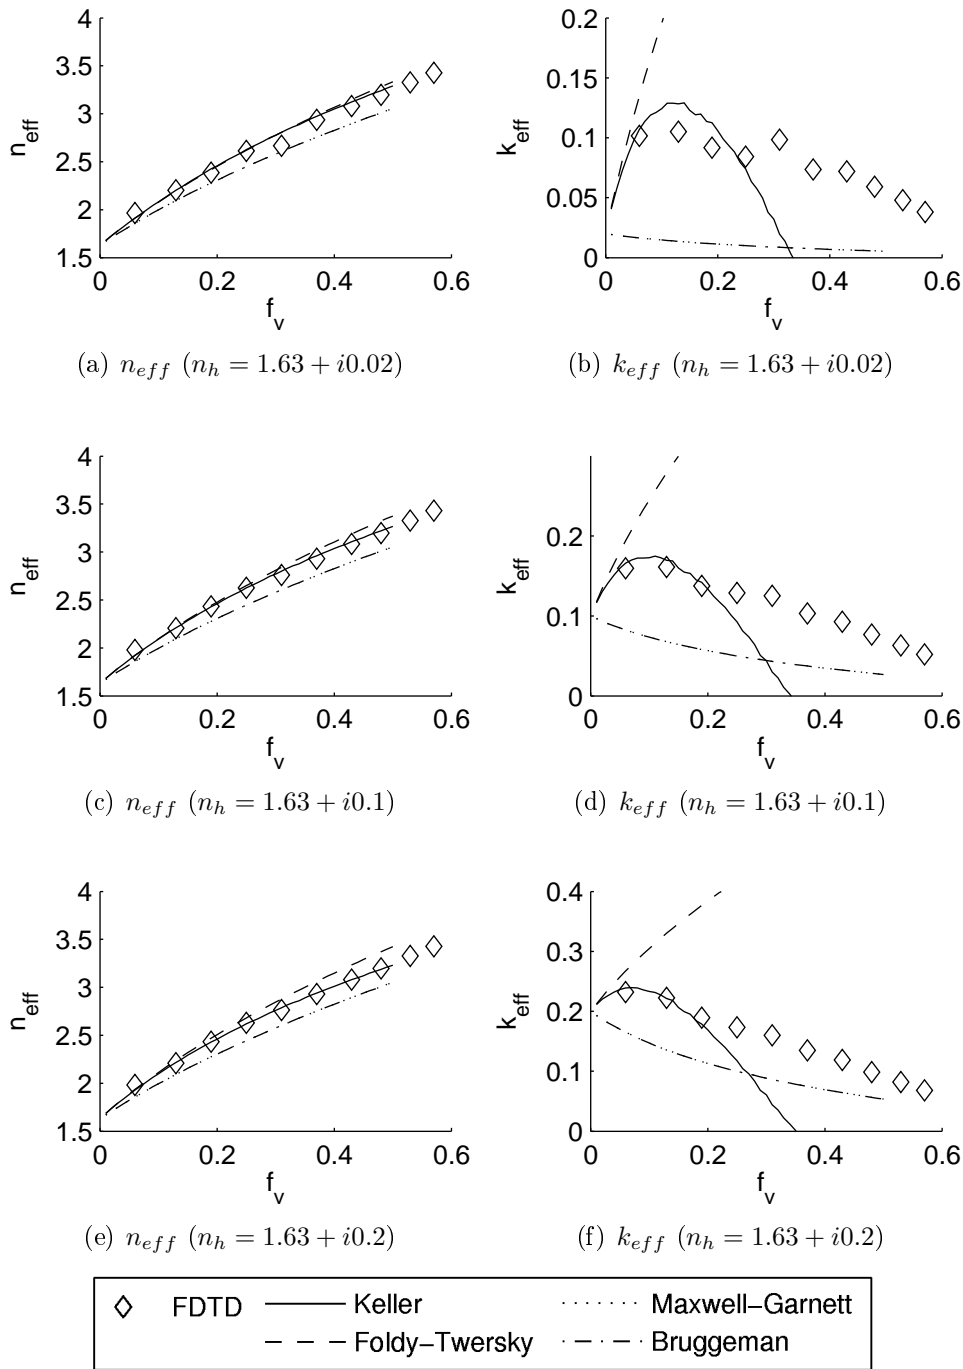 4
3.5
3
2.5
2
1.5
n_eff
0 0.2 0.4 0.6
f_v
(a) n_eff (n_h = 1.63 + i0.02)
0.2
0.15
0.1
0.05
0
k_eff
0 0.2 0.4 0.6
f_v
(b) k_eff (n_h = 1.63 + i0.02)
4
3.5
3
2.5
2
1.5
n_eff
0 0.2 0.4 0.6
f_v
(c) n_eff (n_h = 1.63 + i0.1)
0.2
0.1
0
k_eff
0 0.2 0.4 0.6
f_v
(d) k_eff (n_h = 1.63 + i0.1)
4
3.5
3
2.5
2
1.5
n_eff
0 0.2 0.4 0.6
f_v
(e) n_eff (n_h = 1.63 + i0.2)
0.4
0.3
0.2
0.1
0
k_eff
0 0.2 0.4 0.6
f_v
(f) k_eff (n_h = 1.63 + i0.2)
FDTD
Keller
Foldy−Twersky
Maxwell−Garnett
Bruggeman